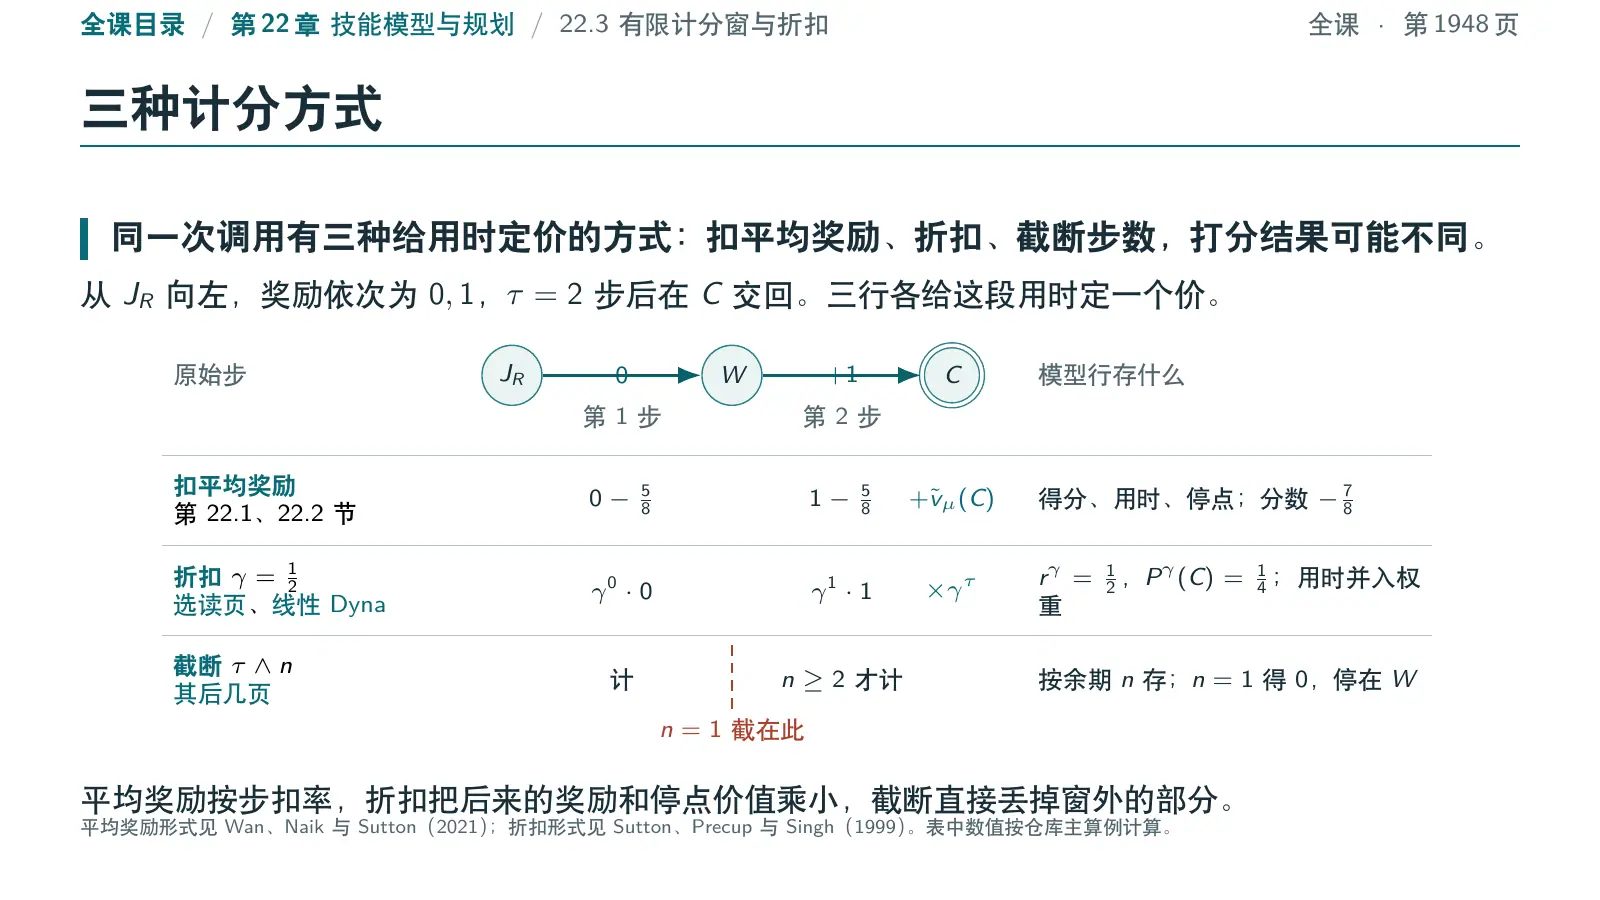 全课目录 / 第22章 技能模型与规划 / 22.3 有限计分窗与折扣
全课 · 第1948页
三种计分方式
同一次调用有三种给用时定价的方式：扣平均奖励、折扣、截断步数，打分结果可能不同。
从 J_R 向左，奖励依次为 0, 1，τ = 2 步后在 C 交回。三行各给这段用时定一个价。
原始步 J_R 0 W +1 C 模型行存什么
第 1 步 第 2 步
扣平均奖励
第 22.1、22.2 节
0 − 5/8 1 − 5/8 +ṽ_μ(C) 得分、用时、停点；分数 −7/8
折扣 γ = 1/2
选读页、线性 Dyna
γ⁰ · 0 γ¹ · 1 ×γ^τ
r^γ = 1/2，P^γ(C) = 1/4；用时并入权
重
截断 τ ∧ n
其后几页
计 n ≥ 2 才计 按余期 n 存；n = 1 得 0，停在 W
n = 1 截在此
平均奖励按步扣率，折扣把后来的奖励和停点价值乘小，截断直接丢掉窗外的部分。
平均奖励形式见 Wan、Naik 与 Sutton（2021）；折扣形式见 Sutton、Precup 与 Singh（1999）。表中数值按仓库主算例计算。